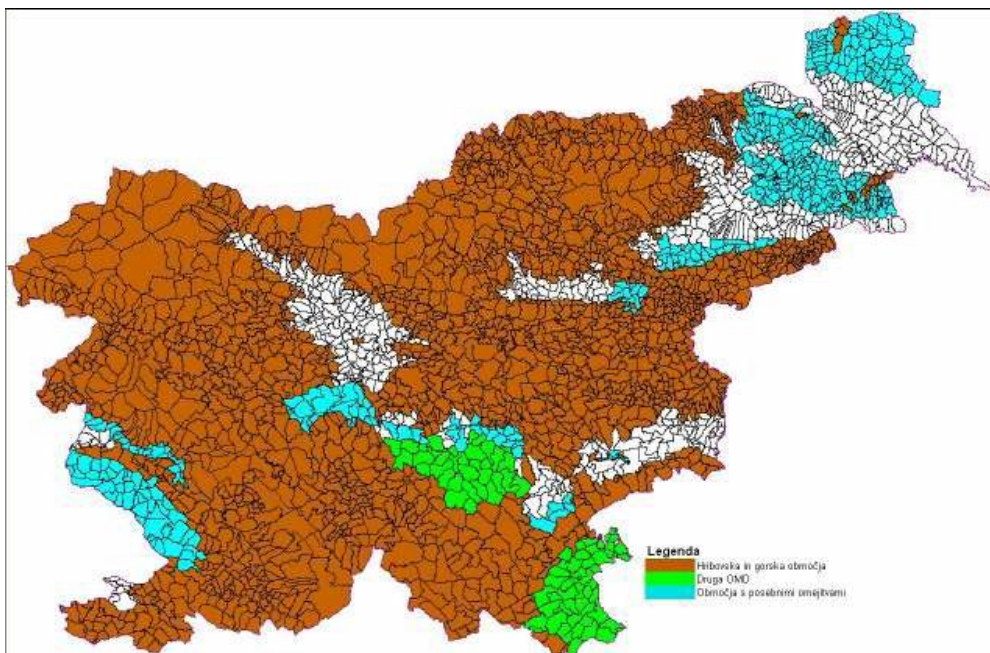 Legenda
Hribovska in gorska območja
Druga OMD
Območja s posebnimi omejitvami